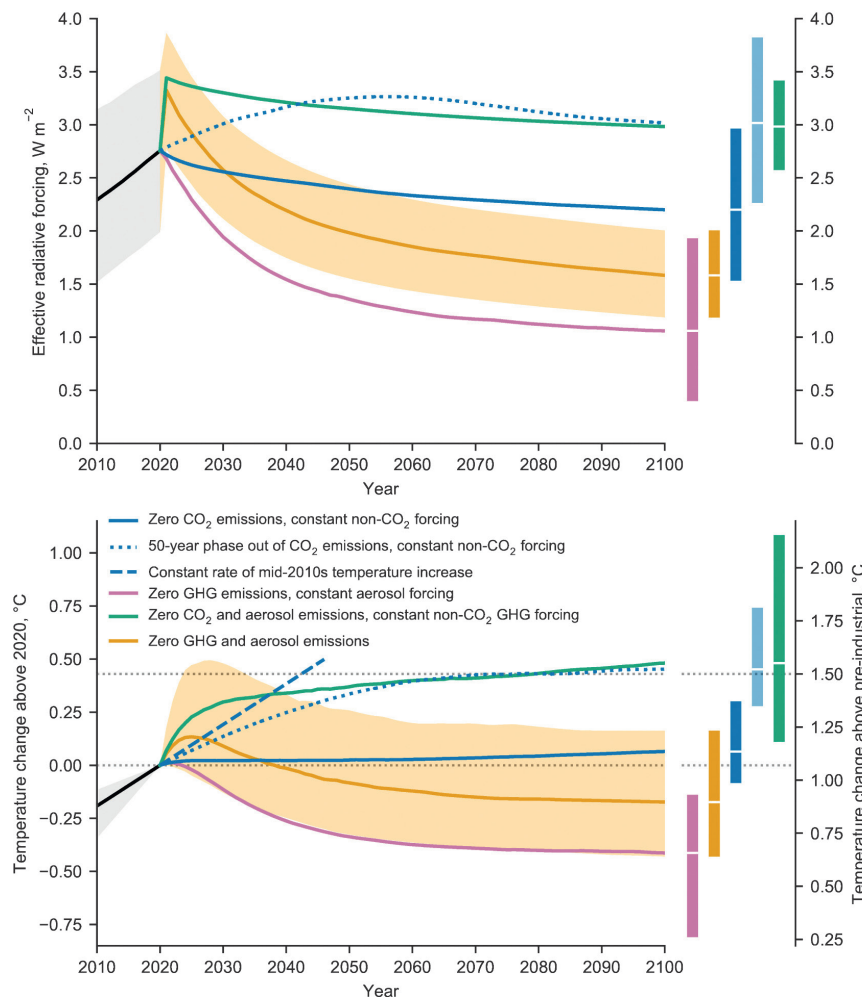 4.0
3.5
3.0
2.5
2.0
1.5
1.0
0.5
0.0
Effective radiative forcing, W m⁻²
4.0
3.5
3.0
2.5
2.0
1.5
1.0
0.5
0.0
2010 2020 2030 2040 2050 2060 2070 2080 2090 2100
Year
Zero CO₂ emissions, constant non-CO₂ forcing
50-year phase out of CO₂ emissions, constant non-CO₂ forcing
Constant rate of mid-2010s temperature increase
Zero GHG emissions, constant aerosol forcing
Zero CO₂ and aerosol emissions, constant non-CO₂ GHG forcing
Zero GHG and aerosol emissions
1.00
0.75
0.50
0.25
0.00
−0.25
−0.50
−0.75
Temperature change above 2020, °C
2.00
1.75
1.50
1.25
1.00
0.75
0.50
0.25
Temperature change above pre-industrial, °C
2010 2020 2030 2040 2050 2060 2070 2080 2090 2100
Year